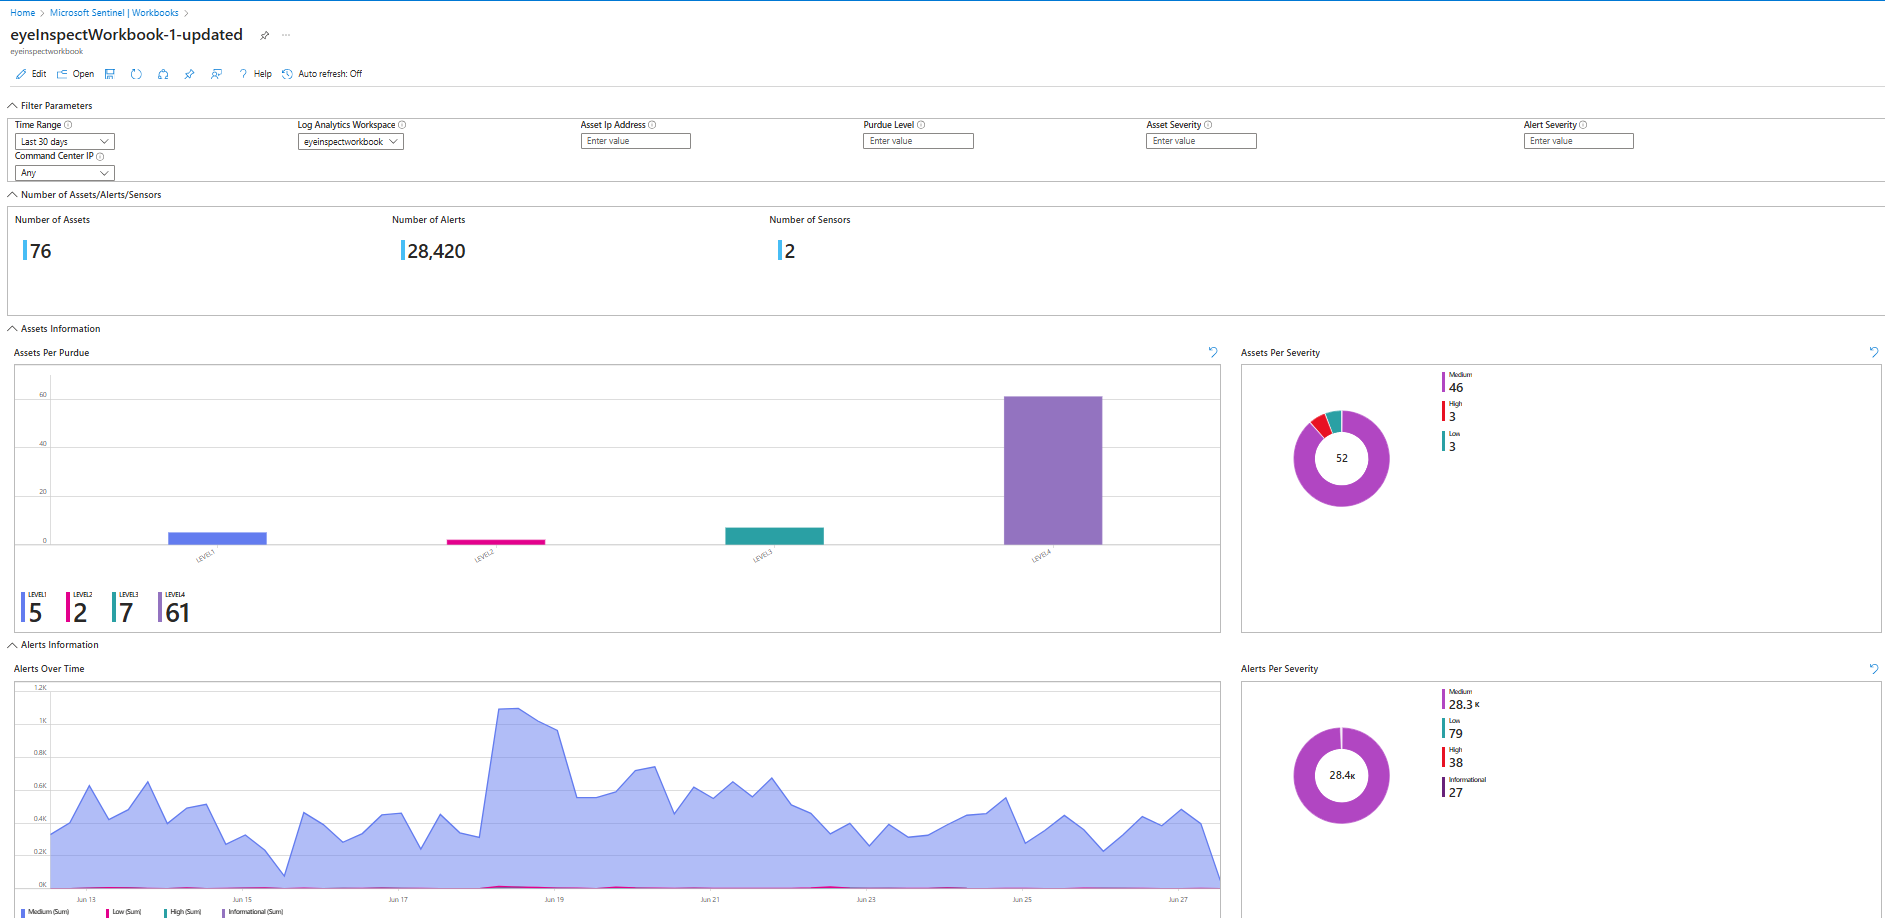 Home > Microsoft Sentinel | Workbooks >
eyeInspectWorkbook-1-updated
eyeinspectworkbook
Edit Open Help Auto refresh: Off
Filter Parameters
Time Range Log Analytics Workspace Asset Ip Address Purdue Level Asset Severity Alert Severity
Last 30 days eyeinspectworkbook Enter value Enter value Enter value Enter value
Command Center IP
Any
Number of Assets/Alerts/Sensors
Number of Assets Number of Alerts Number of Sensors
76 28,420 2
Assets Information
Assets Per Purdue
60
40
20
0
LEVEL1 LEVEL2 LEVEL3 LEVEL4
LEVEL1 LEVEL2 LEVEL3 LEVEL4
5 2 7 61
Assets Per Severity
52
Medium
46
High
3
Low
3
Alerts Information
Alerts Over Time
1.2K
1K
0.8K
0.6K
0.4K
0.2K
0K
Jun 13 Jun 15 Jun 17 Jun 19 Jun 21 Jun 23 Jun 25 Jun 27
Medium (Sum) Low (Sum) High (Sum) Informational (Sum)
Alerts Per Severity
28.4K
Medium
28.3 K
Low
79
High
38
Informational
27